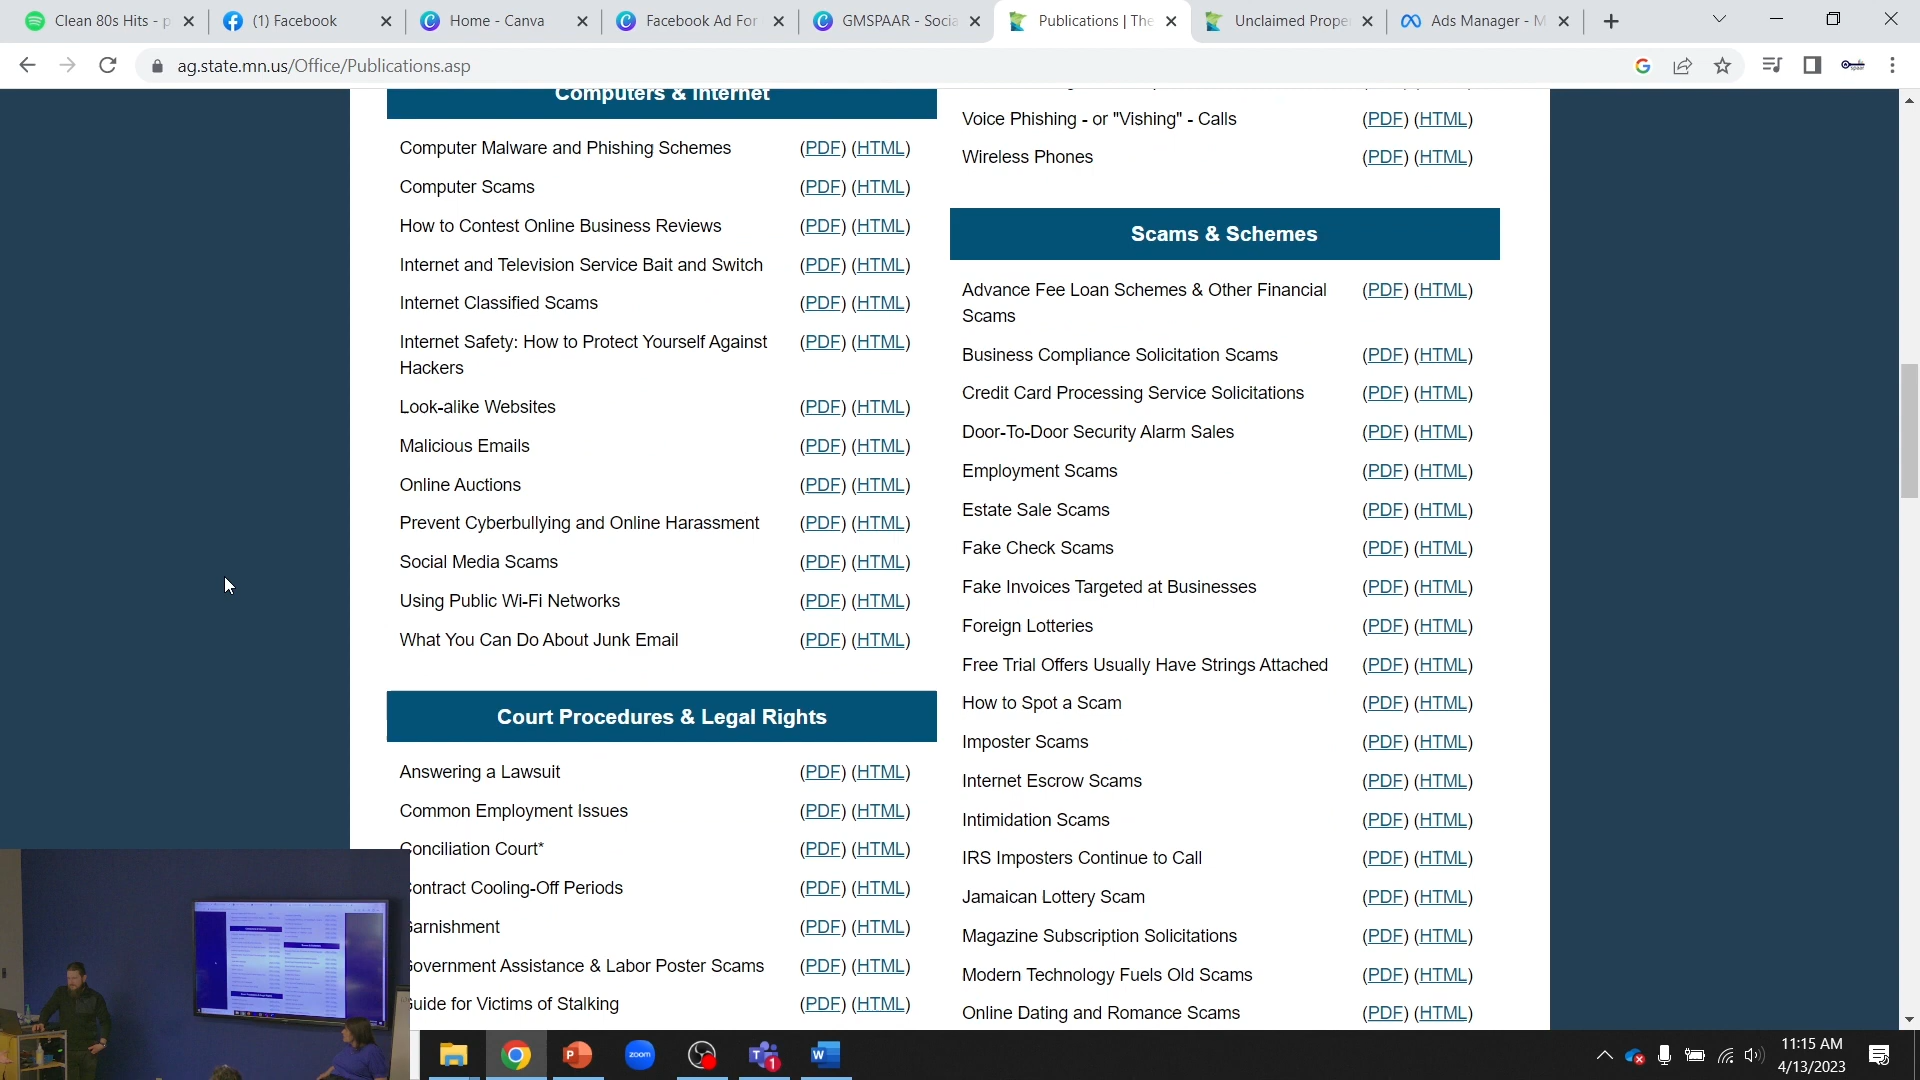 Clean 80s Hits - p
(1) Facebook
Home - Canva
Facebook Ad For
GMSPAAR - Socia
Publications | The
Unclaimed Prope
Ads Manager - M
ag.state.mn.us/Office/Publications.asp
Computers & Internet
Computer Malware and Phishing Schemes (PDF) (HTML)
Computer Scams (PDF) (HTML)
How to Contest Online Business Reviews (PDF) (HTML)
Internet and Television Service Bait and Switch (PDF) (HTML)
Internet Classified Scams (PDF) (HTML)
Internet Safety: How to Protect Yourself Against (PDF) (HTML)
Hackers
Look-alike Websites (PDF) (HTML)
Malicious Emails (PDF) (HTML)
Online Auctions (PDF) (HTML)
Prevent Cyberbullying and Online Harassment (PDF) (HTML)
Social Media Scams (PDF) (HTML)
Using Public Wi-Fi Networks (PDF) (HTML)
What You Can Do About Junk Email (PDF) (HTML)
Court Procedures & Legal Rights
Answering a Lawsuit (PDF) (HTML)
Common Employment Issues (PDF) (HTML)
Conciliation Court* (PDF) (HTML)
Contract Cooling-Off Periods (PDF) (HTML)
Garnishment (PDF) (HTML)
Government Assistance & Labor Poster Scams (PDF) (HTML)
Guide for Victims of Stalking (PDF) (HTML)
Voice Phishing - or "Vishing" - Calls (PDF) (HTML)
Wireless Phones (PDF) (HTML)
Scams & Schemes
Advance Fee Loan Schemes & Other Financial (PDF) (HTML)
Scams
Business Compliance Solicitation Scams (PDF) (HTML)
Credit Card Processing Service Solicitations (PDF) (HTML)
Door-To-Door Security Alarm Sales (PDF) (HTML)
Employment Scams (PDF) (HTML)
Estate Sale Scams (PDF) (HTML)
Fake Check Scams (PDF) (HTML)
Fake Invoices Targeted at Businesses (PDF) (HTML)
Foreign Lotteries (PDF) (HTML)
Free Trial Offers Usually Have Strings Attached (PDF) (HTML)
How to Spot a Scam (PDF) (HTML)
Imposter Scams (PDF) (HTML)
Internet Escrow Scams (PDF) (HTML)
Intimidation Scams (PDF) (HTML)
IRS Imposters Continue to Call (PDF) (HTML)
Jamaican Lottery Scam (PDF) (HTML)
Magazine Subscription Solicitations (PDF) (HTML)
Modern Technology Fuels Old Scams (PDF) (HTML)
Online Dating and Romance Scams (PDF) (HTML)
zoom
1
11:15 AM
4/13/2023